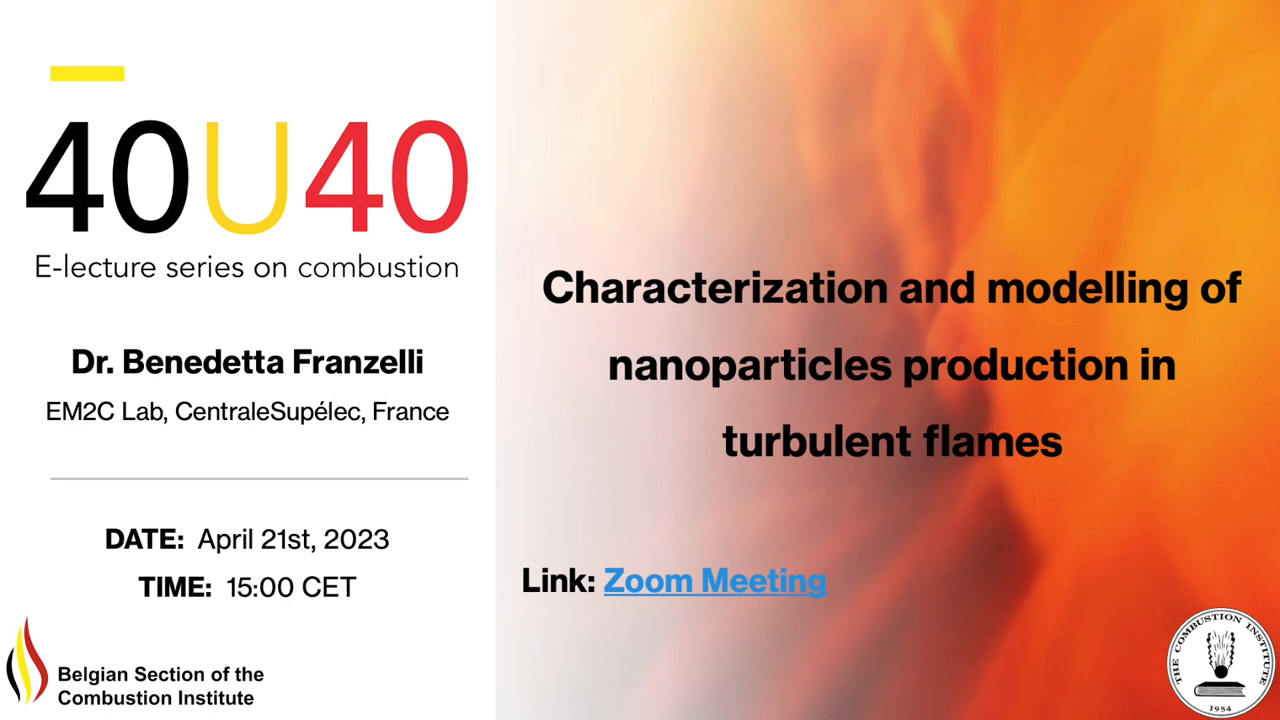 40U40
E-lecture series on combustion
Dr. Benedetta Franzelli
EM2C Lab, CentraleSupélec, France
DATE: April 21st, 2023
TIME: 15:00 CET
Belgian Section of the
Combustion Institute
Characterization and modelling of
nanoparticles production in
turbulent flames
Link: Zoom Meeting
THE COMBUSTION INSTITUTE
1954